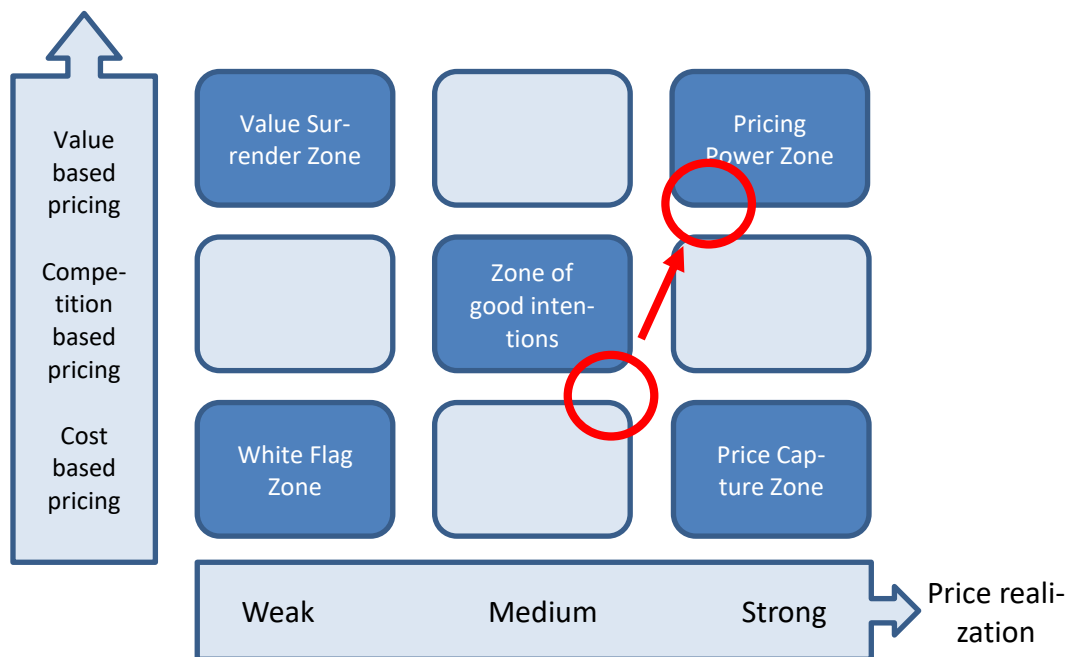 Value
based
pricing
Compe-
tition
based
pricing
Cost
based
pricing
Value Sur-
render Zone
Pricing
Power Zone
Zone of
good inten-
tions
White Flag
Zone
Price Cap-
ture Zone
Weak
Medium
Strong
Price reali-
zation